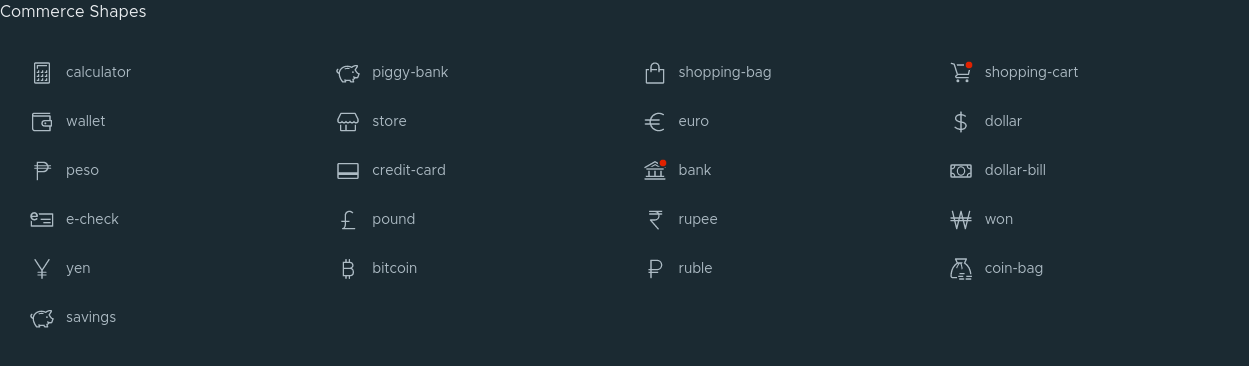 Commerce Shapes
calculator piggy-bank shopping-bag shopping-cart
wallet store euro dollar
peso credit-card bank dollar-bill
e-check pound rupee won
yen bitcoin ruble coin-bag
savings